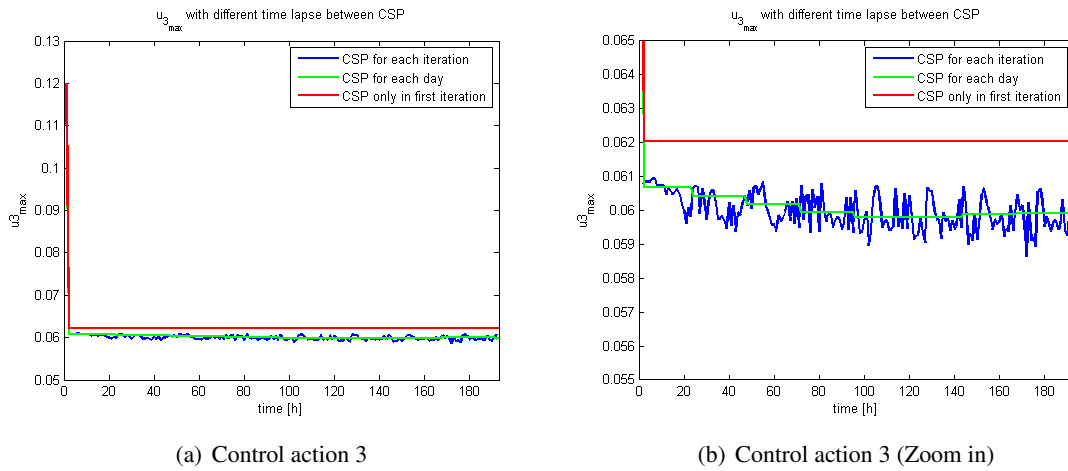 u3max with different time lapse between CSP
0.13
0.12
0.11
0.1
0.09
0.08
0.07
0.06
0.05
u3max
CSP for each iteration
CSP for each day
CSP only in first iteration
0 20 40 60 80 100 120 140 160 180
time [h]
(a) Control action 3
u3max with different time lapse between CSP
0.065
0.064
0.063
0.062
0.061
0.06
0.059
0.058
0.057
0.056
0.055
u3max
CSP for each iteration
CSP for each day
CSP only in first iteration
0 20 40 60 80 100 120 140 160 180
time [h]
(b) Control action 3 (Zoom in)